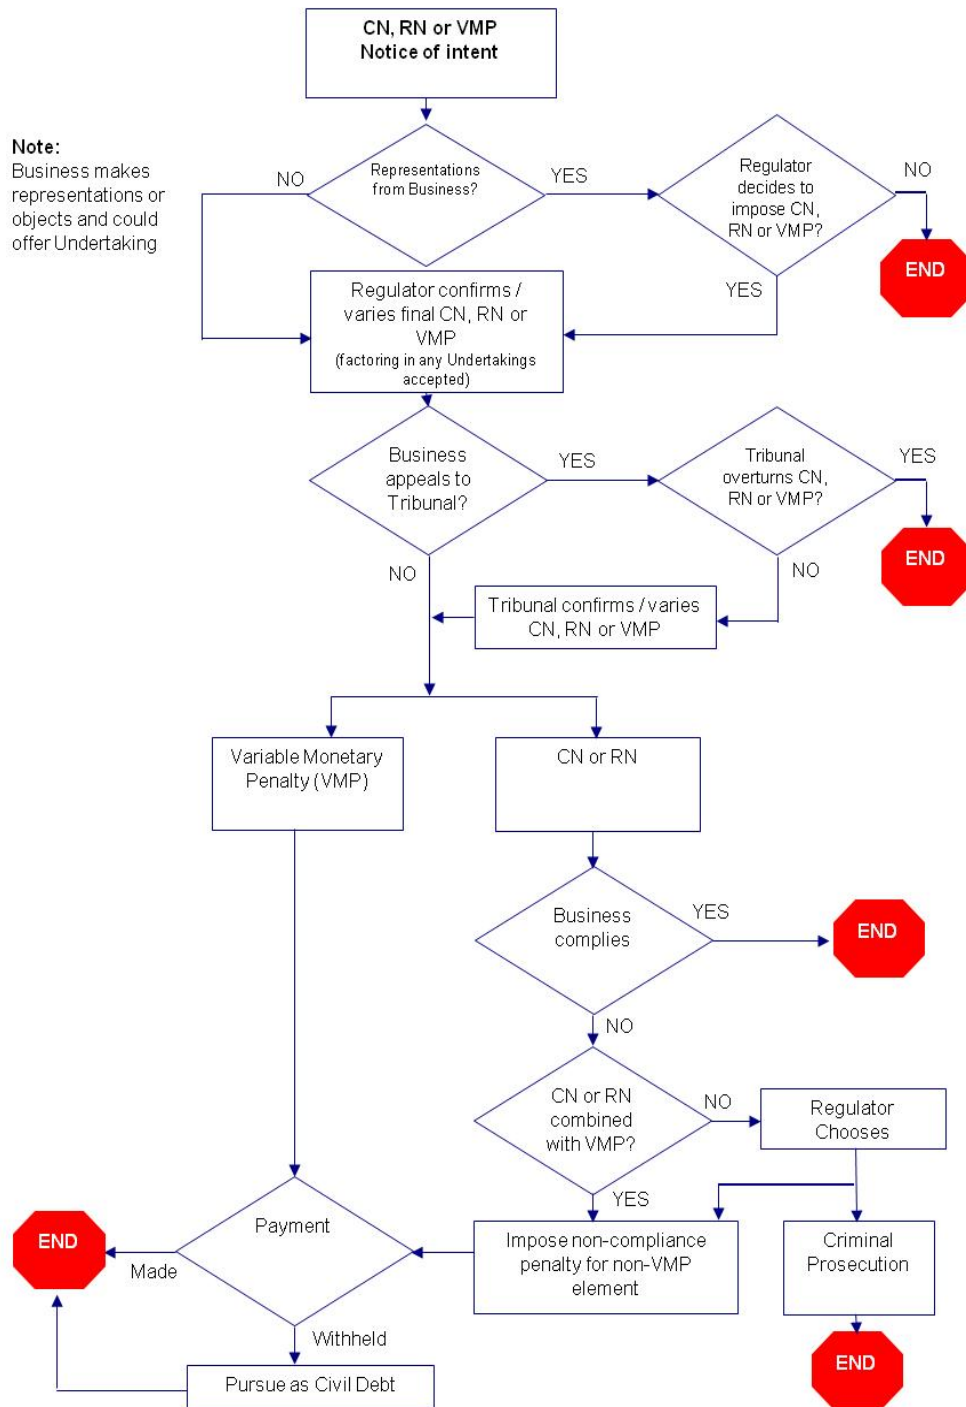 CN, RN or VMP
Notice of intent
Note:
Business makes
representations or
objects and could
offer Undertaking
NO
Representations
from Business?
YES
Regulator
decides to
impose CN,
RN or VMP?
NO
END
YES
Regulator confirms /
varies final CN, RN or
VMP
(factoring in any Undertakings
accepted)
Business
appeals to
Tribunal?
YES
Tribunal
overturns CN,
RN or VMP?
YES
END
NO
NO
Tribunal confirms / varies
CN, RN or VMP
Variable Monetary
Penalty (VMP)
CN or RN
Business
complies
YES
END
NO
CN or RN
combined
with VMP?
NO
Regulator
Chooses
YES
Payment
END
Made
Impose non-compliance
penalty for non-VMP
element
Criminal
Prosecution
Withheld
END
Pursue as Civil Debt